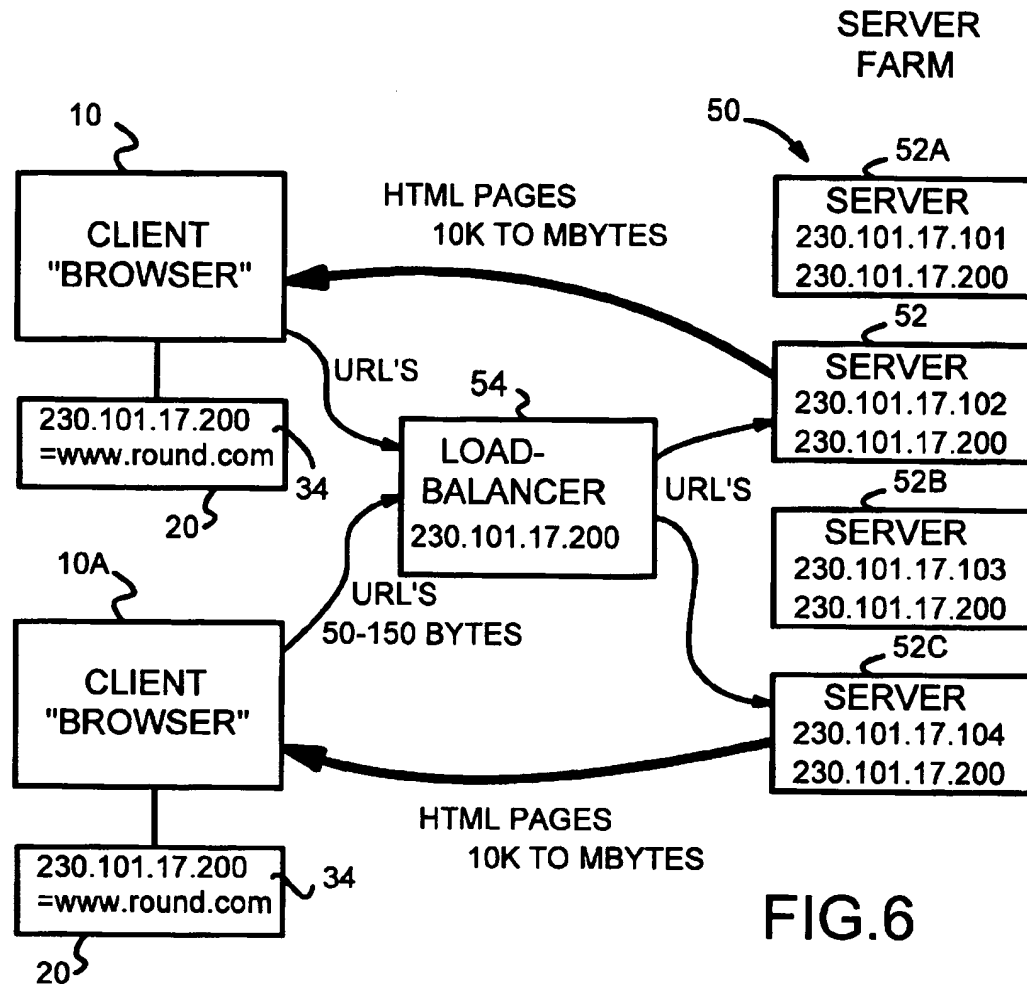 SERVER
FARM
50
10
CLIENT
"BROWSER"
HTML PAGES
10K TO MBYTES
52A
SERVER
230.101.17.101
230.101.17.200
52
SERVER
230.101.17.102
230.101.17.200
URL'S
230.101.17.200
=www.round.com
34
20
54
LOAD-
BALANCER
230.101.17.200
URL'S
52B
SERVER
230.101.17.103
230.101.17.200
10A
CLIENT
"BROWSER"
URL'S
50-150 BYTES
52C
SERVER
230.101.17.104
230.101.17.200
HTML PAGES
10K TO MBYTES
230.101.17.200
=www.round.com
34
20
FIG.6